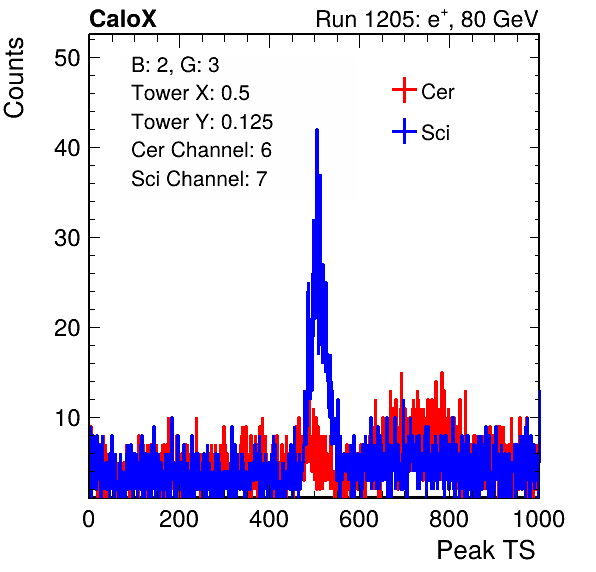 CaloX Run 1205: e⁺, 80 GeV
Counts
50
40
30
20
10
B: 2, G: 3
Tower X: 0.5
Tower Y: 0.125
Cer Channel: 6
Sci Channel: 7
Cer
Sci
0 200 400 600 800 1000
Peak TS